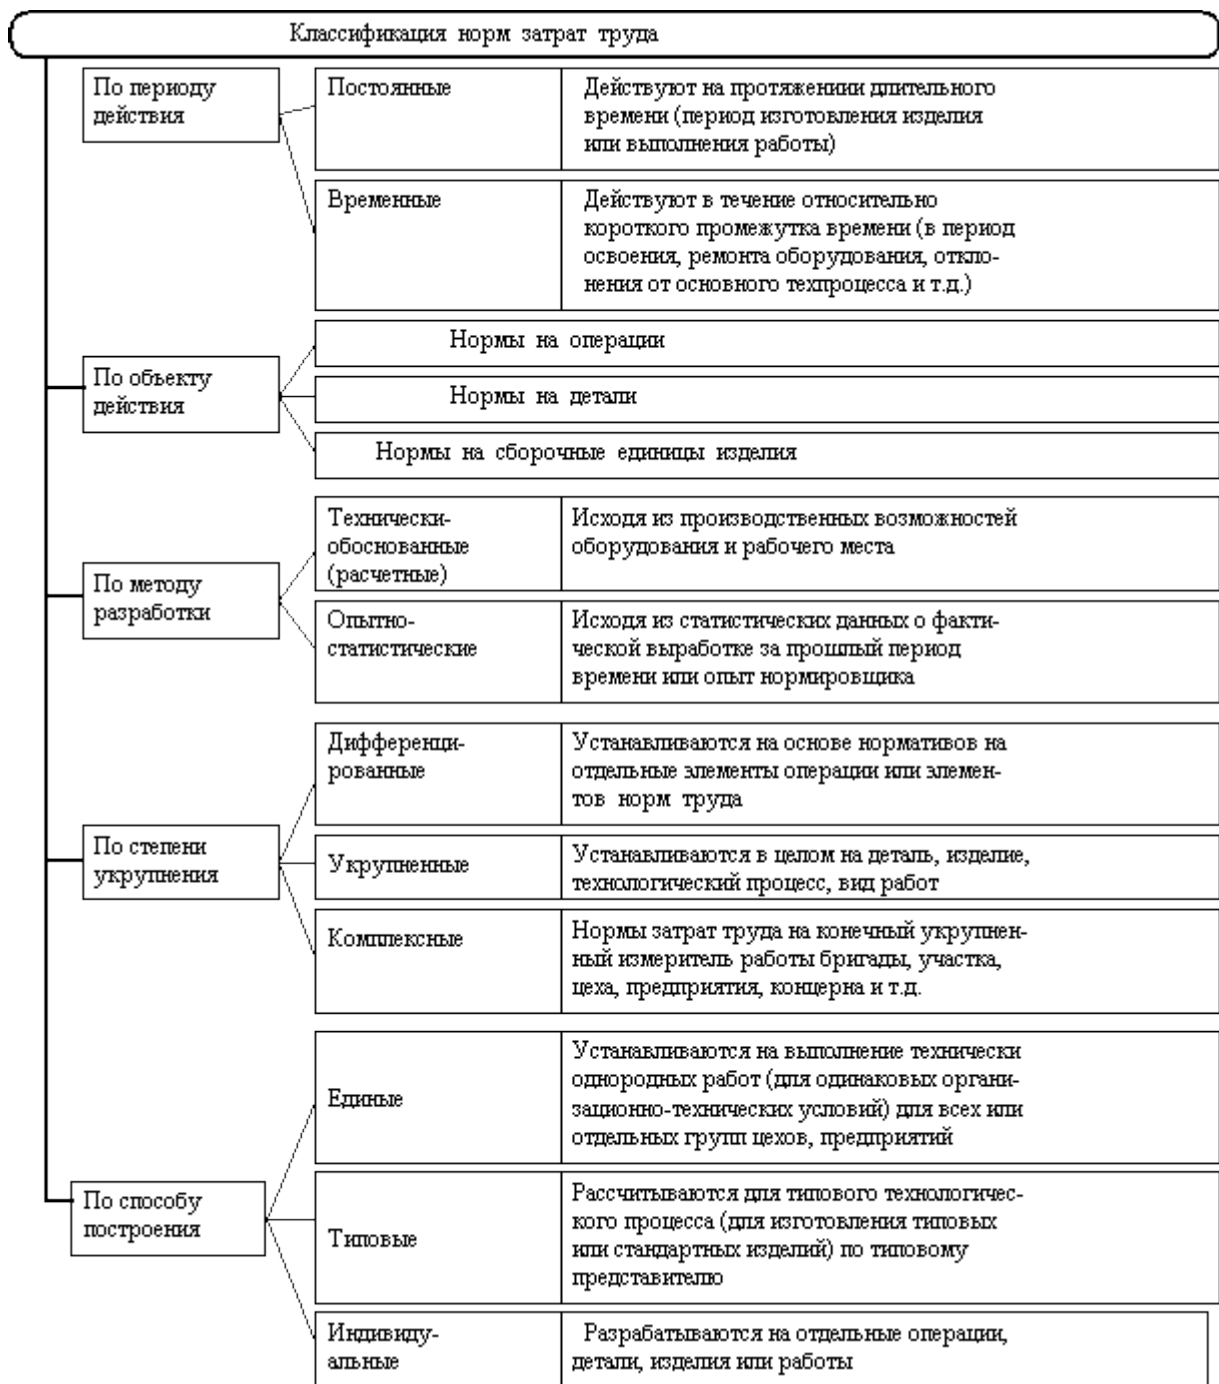 Классификация норм затрат труда
По периоду
действия
Постоянные
Действуют на протяжениии длительного
времени (период изготовления изделия
или выполнения работы)
Временные
Действуют в течение относительно
короткого промежутка времени (в период
освоения, ремонта оборудования, откло-
нения от основного техпроцесса и т.д.)
По объекту
действия
Нормы на операции
Нормы на детали
Нормы на сборочные единицы изделия
По методу
разработки
Технически-
обоснованные
(расчетные)
Исходя из производственных возможностей
оборудования и рабочего места
Опытно-
статистические
Исходя из статистических данных о факти-
ческой выработке за прошлый период
времени или опыт нормировщика
По степени
укрупнения
Дифференци-
рованные
Устанавливаются на основе нормативов на
отдельные элементы операции или элемен-
тов норм труда
Укрупненные
Устанавливаются в целом на деталь, изделие,
технологический процесс, вид работ
Комплексные
Нормы затрат труда на конечный укрупнен-
ный измеритель работы бригады, участка,
цеха, предприятия, концерна и т.д.
По способу
построения
Единые
Устанавливаются на выполнение технически
однородных работ (для одинаковых органи-
зационно-технических условий) для всех или
отдельных групп цехов, предприятий
Типовые
Рассчитываются для типового технологичес-
кого процесса (для изготовления типовых
или стандартных изделий) по типовому
представителю
Индивиду-
альные
Разрабатываются на отдельные операции,
детали, изделия или работы